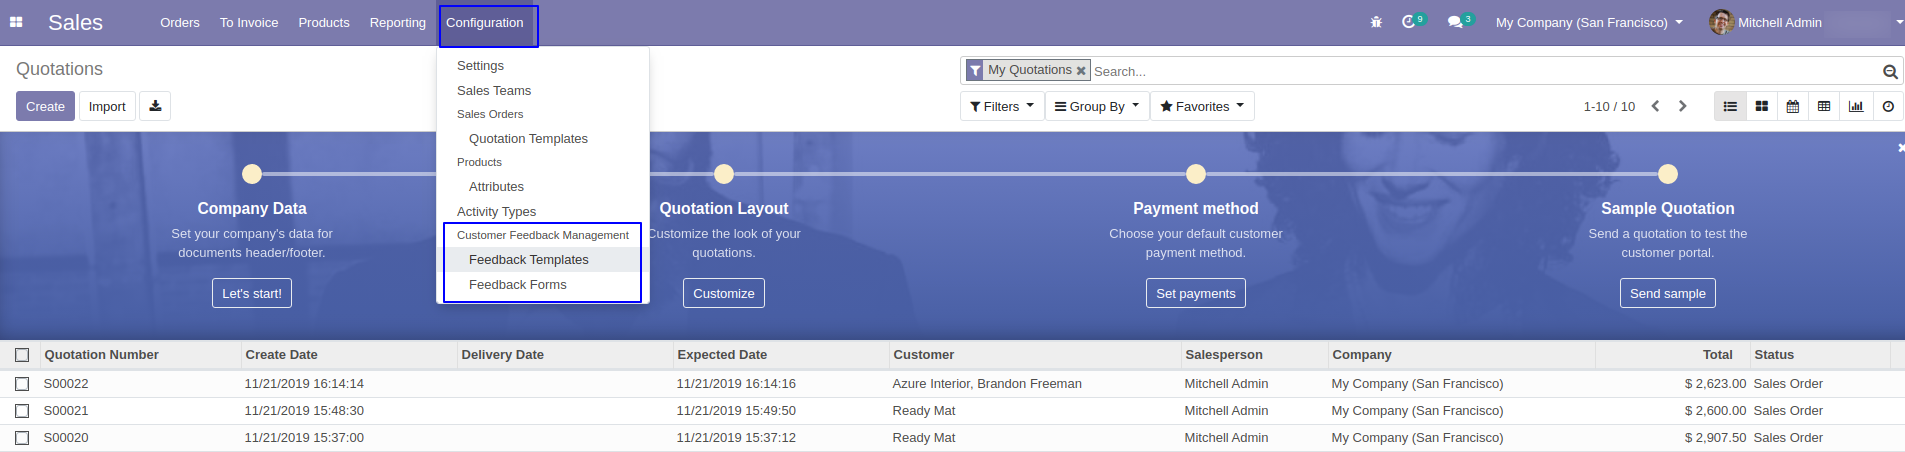 Sales Orders To Invoice Products Reporting Configuration 9 3 My Company (San Francisco) Mitchell Admin
Quotations
My Quotations Search...
Create Import
Filters Group By Favorites 1-10 / 10
Settings
Sales Teams
Sales Orders
Quotation Templates
Products
Attributes
Activity Types
Customer Feedback Management
Feedback Templates
Feedback Forms
Company Data
Set your company's data for
documents header/footer.
Let's start!
Quotation Layout
Customize the look of your
quotations.
Customize
Payment method
Choose your default customer
payment method.
Set payments
Sample Quotation
Send a quotation to test the
customer portal.
Send sample
Quotation Number Create Date Delivery Date Expected Date Customer Salesperson Company Total Status
S00022 11/21/2019 16:14:14 11/21/2019 16:14:16 Azure Interior, Brandon Freeman Mitchell Admin My Company (San Francisco) $ 2,623.00 Sales Order
S00021 11/21/2019 15:48:30 11/21/2019 15:49:50 Ready Mat Mitchell Admin My Company (San Francisco) $ 2,600.00 Sales Order
S00020 11/21/2019 15:37:00 11/21/2019 15:37:12 Ready Mat Mitchell Admin My Company (San Francisco) $ 2,907.50 Sales Order